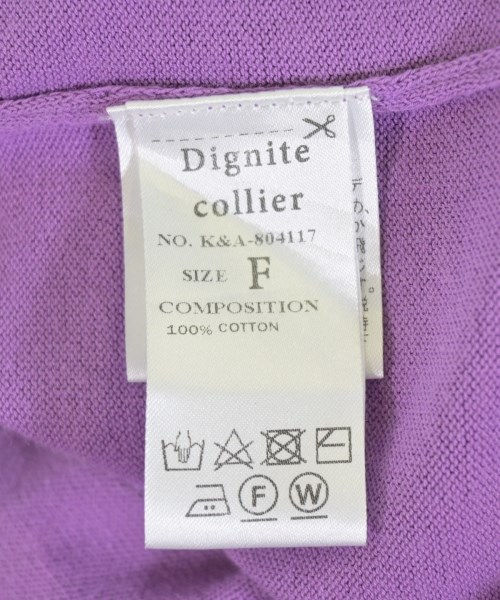 Dignite
collier
NO. K&A-804117
SIZE F
COMPOSITION
100% COTTON
F W